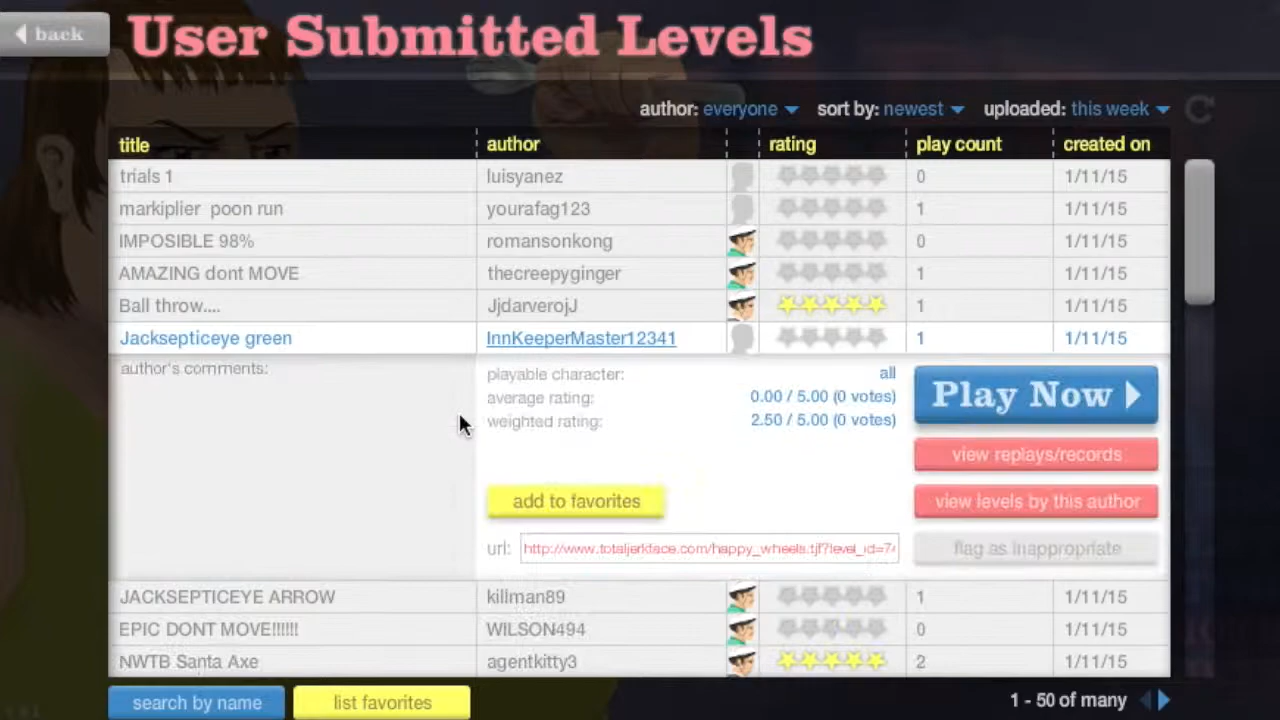 back
User Submitted Levels
author: everyone sort by: newest uploaded: this week
title author rating play count created on
trials 1 luisyanez 0 1/11/15
markiplier poon run yourafag123 1 1/11/15
IMPOSIBLE 98% romansonkong 0 1/11/15
AMAZING dont MOVE thecreepyginger 1 1/11/15
Ball throw.... JjdarverojJ 1 1/11/15
Jacksepticeye green InnKeeperMaster12341 1 1/11/15
author's comments:
playable character: all
average rating: 0.00 / 5.00 (0 votes)
weighted rating: 2.50 / 5.00 (0 votes)
Play Now
view replays/records
add to favorites
view levels by this author
url: http://www.totaljerkface.com/happy_wheels.tjf?level_id=7
flag as inappropriate
JACKSEPTICEYE ARROW killman89 1 1/11/15
EPIC DONT MOVE!!!!!! WILSON494 0 1/11/15
NWTB Santa Axe agentkitty3 2 1/11/15
search by name
list favorites
1 - 50 of many